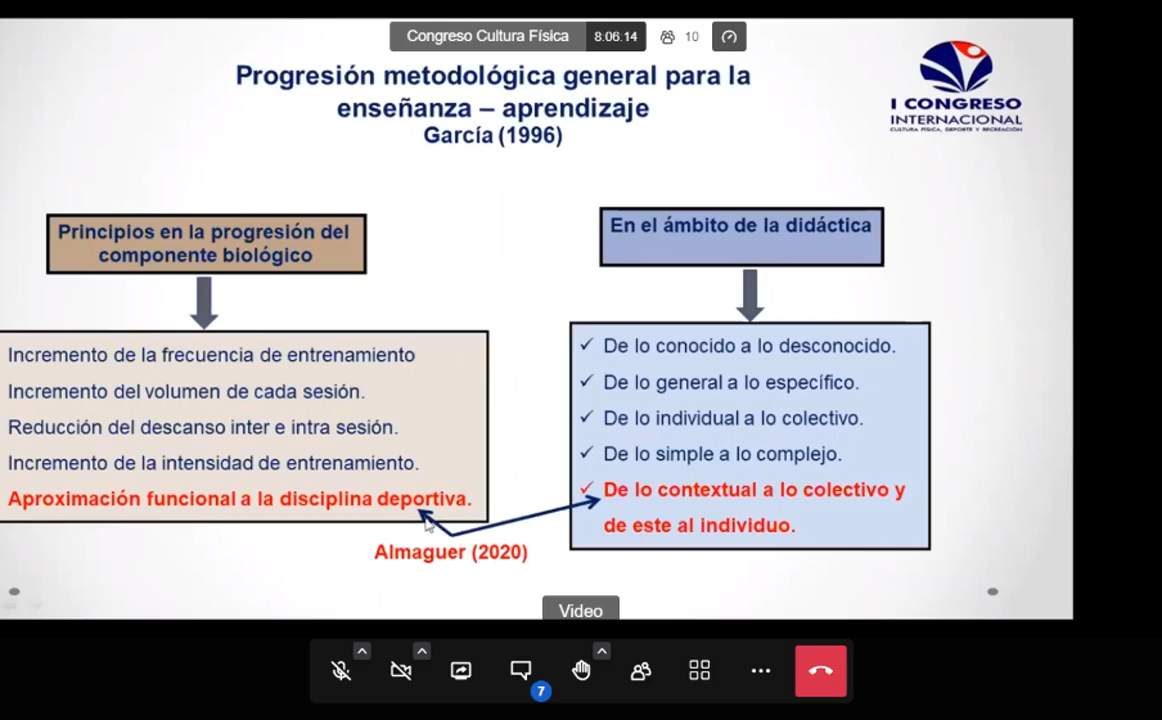 Congreso Cultura Física 8:06:14 10
Progresión metodológica general para la
enseñanza – aprendizaje
García (1996)
I CONGRESO
INTERNACIONAL
CULTURA FÍSICA, DEPORTE Y RECREACIÓN
Principios en la progresión del
componente biológico
Incremento de la frecuencia de entrenamiento
Incremento del volumen de cada sesión.
Reducción del descanso inter e intra sesión.
Incremento de la intensidad de entrenamiento.
Aproximación funcional a la disciplina deportiva.
En el ámbito de la didáctica
De lo conocido a lo desconocido.
De lo general a lo específico.
De lo individual a lo colectivo.
De lo simple a lo complejo.
De lo contextual a lo colectivo y
de este al individuo.
Almaguer (2020)
Video
7